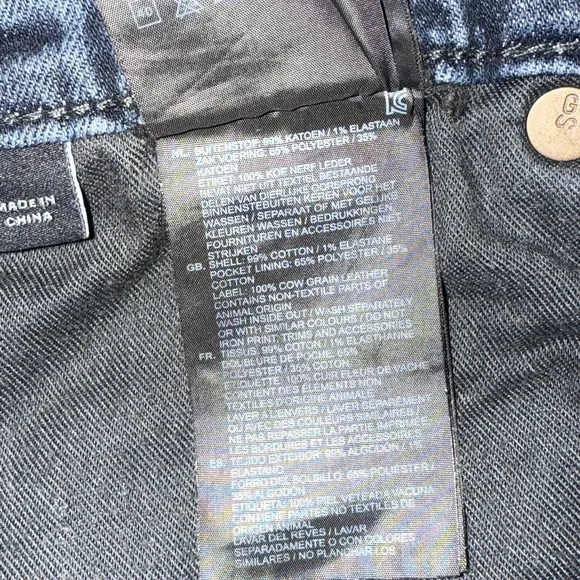 40
NL. BUITENSTOF: 99% KATOEN / 1% ELASTAAN
ZAK VOERING: 65% POLYESTER / 35%
KATOEN
ETIKET: 100% KOE NERF LEDER
BEVAT NIET UIT TEXTIEL BESTAANDE
DELEN VAN DIERLIJKE OORSPRONG
BINNENSTEBUITEN KEREN VOOR HET
WASSEN / SEPARAAT OF MET GELIJKE
KLEUREN WASSEN / BEDRUKKINGEN
FOURNITUREN EN ACCESSOIRES NIET
STRIJKEN
GB. SHELL: 99% COTTON / 1% ELASTANE
POCKET LINING: 65% POLYESTER / 35%
COTTON
LABEL: 100% COW GRAIN LEATHER
CONTAINS NON-TEXTILE PARTS OF
ANIMAL ORIGIN
WASH INSIDE OUT / WASH SEPARATELY
OR WITH SIMILAR COLOURS / DO NOT
IRON PRINT, TRIMS AND ACCESSORIES
FR. TISSUS: 99% COTON / 1% ELASTHANNE
DOUBLURE DE POCHE: 65%
POLYESTER / 35% COTON
ETIQUETTE: 100% CUIR FLEUR DE VACHE
CONTIENT DES ÉLÉMENTS NON
TEXTILES D'ORIGINE ANIMALE
LAVER À L'ENVERS / LAVER SÉPARÉMENT
OU AVEC DES COULEURS SIMILAIRES /
NE PAS REPASSER LA PARTIE IMPRIMÉE,
LES BORDURES ET LES ACCESSOIRES
ES. TEJIDO EXTERIOR: 99% ALGODÓN / 1%
ELASTANO
FORRO DEL BOLSILLO: 65% POLIÉSTER /
35% ALGODÓN
ETIQUETA: 100% PIEL VETEADA VACUNA
CONTIENE PARTES NO TEXTILES DE
ORIGEN ANIMAL
LAVAR DEL REVÉS / LAVAR
SEPARADAMENTE O CON COLORES
SIMILARES / NO PLANCHAR LOS
MADE IN
CHINA
GS